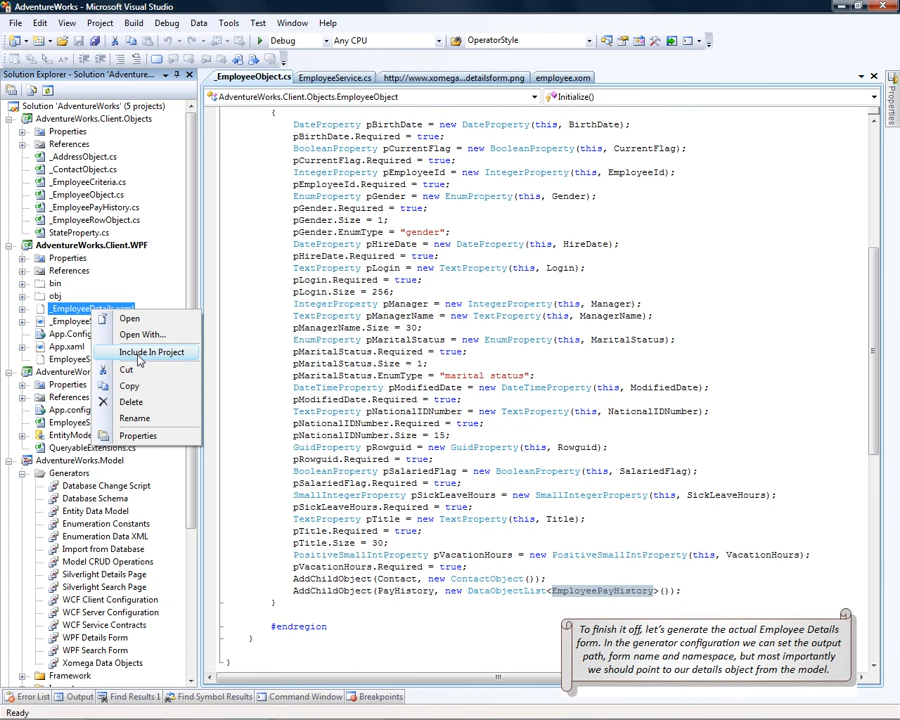 AdventureWorks - Microsoft Visual Studio
File Edit View Project Build Debug Data Tools Test Window Help
Debug Any CPU OperatorStyle
Solution Explorer - Solution 'Adventure...
_EmployeeObject.cs EmployeeService.cs http://www.xomega...detailsform.png employee.xom
AdventureWorks.Client.Objects.EmployeeObject Initialize()
Properties
Solution 'AdventureWorks' (5 projects)
AdventureWorks.Client.Objects
Properties
References
_AddressObject.cs
_ContactObject.cs
_EmployeeCriteria.cs
_EmployeeObject.cs
_EmployeePayHistory.cs
_EmployeeRowObject.cs
StateProperty.cs
AdventureWorks.Client.WPF
Properties
References
bin
obj
_EmployeeDetails.xaml
_EmployeeS
App.Config
App.xaml
EmployeeS
AdventureW
Properties
References
App.config
EmployeeS
EntityMode
QueryableExtensions.cs
AdventureWorks.Model
Generators
Database Change Script
Database Schema
Entity Data Model
Enumeration Constants
Enumeration XML
Import from Database
Model CRUD Operations
Silverlight Details Page
Silverlight Search Page
WCF Client Configuration
WCF Server Configuration
WCF Service Contracts
WPF Details Form
WPF Search Form
Xomega Data Objects
Framework
Open
Open With...
Include In Project
Cut
Copy
Delete
Rename
Properties
{
DateProperty pBirthDate = new DateProperty(this, BirthDate);
pBirthDate.Required = true;
BooleanProperty pCurrentFlag = new BooleanProperty(this, CurrentFlag);
pCurrentFlag.Required = true;
IntegerProperty pEmployeeId = new IntegerProperty(this, EmployeeId);
pEmployeeId.Required = true;
EnumProperty pGender = new EnumProperty(this, Gender);
pGender.Required = true;
pGender.Size = 1;
pGender.EnumType = "gender";
DateProperty pHireDate = new DateProperty(this, HireDate);
pHireDate.Required = true;
TextProperty pLogin = new TextProperty(this, Login);
pLogin.Required = true;
pLogin.Size = 256;
IntegerProperty pManager = new IntegerProperty(this, Manager);
TextProperty pManagerName = new TextProperty(this, ManagerName);
pManagerName.Size = 30;
EnumProperty pMaritalStatus = new EnumProperty(this, MaritalStatus);
pMaritalStatus.Required = true;
pMaritalStatus.Size = 1;
pMaritalStatus.EnumType = "marital status";
DateTimeProperty pModifiedDate = new DateTimeProperty(this, ModifiedDate);
pModifiedDate.Required = true;
TextProperty pNationalIDNumber = new TextProperty(this, NationalIDNumber);
pNationalIDNumber.Required = true;
pNationalIDNumber.Size = 15;
GuidProperty pRowguid = new GuidProperty(this, Rowguid);
pRowguid.Required = true;
BooleanProperty pSalariedFlag = new BooleanProperty(this, SalariedFlag);
pSalariedFlag.Required = true;
SmallIntegerProperty pSickLeaveHours = new SmallIntegerProperty(this, SickLeaveHours);
pSickLeaveHours.Required = true;
TextProperty pTitle = new TextProperty(this, Title);
pTitle.Required = true;
pTitle.Size = 30;
PositiveSmallIntProperty pVacationHours = new PositiveSmallIntProperty(this, VacationHours);
pVacationHours.Required = true;
AddChildObject(Contact, new ContactObject());
AddChildObject(PayHistory, new DataObjectList<EmployeePayHistory>());
}
#endregion
}
}
To finish it off, let's generate the actual Employee Details
form. In the generator configuration we can set the output
path, form name and namespace, but most importantly
we should point to our details object from the model.
Error List Output Find Results 1 Find Symbol Results Command Window Breakpoints
Ready